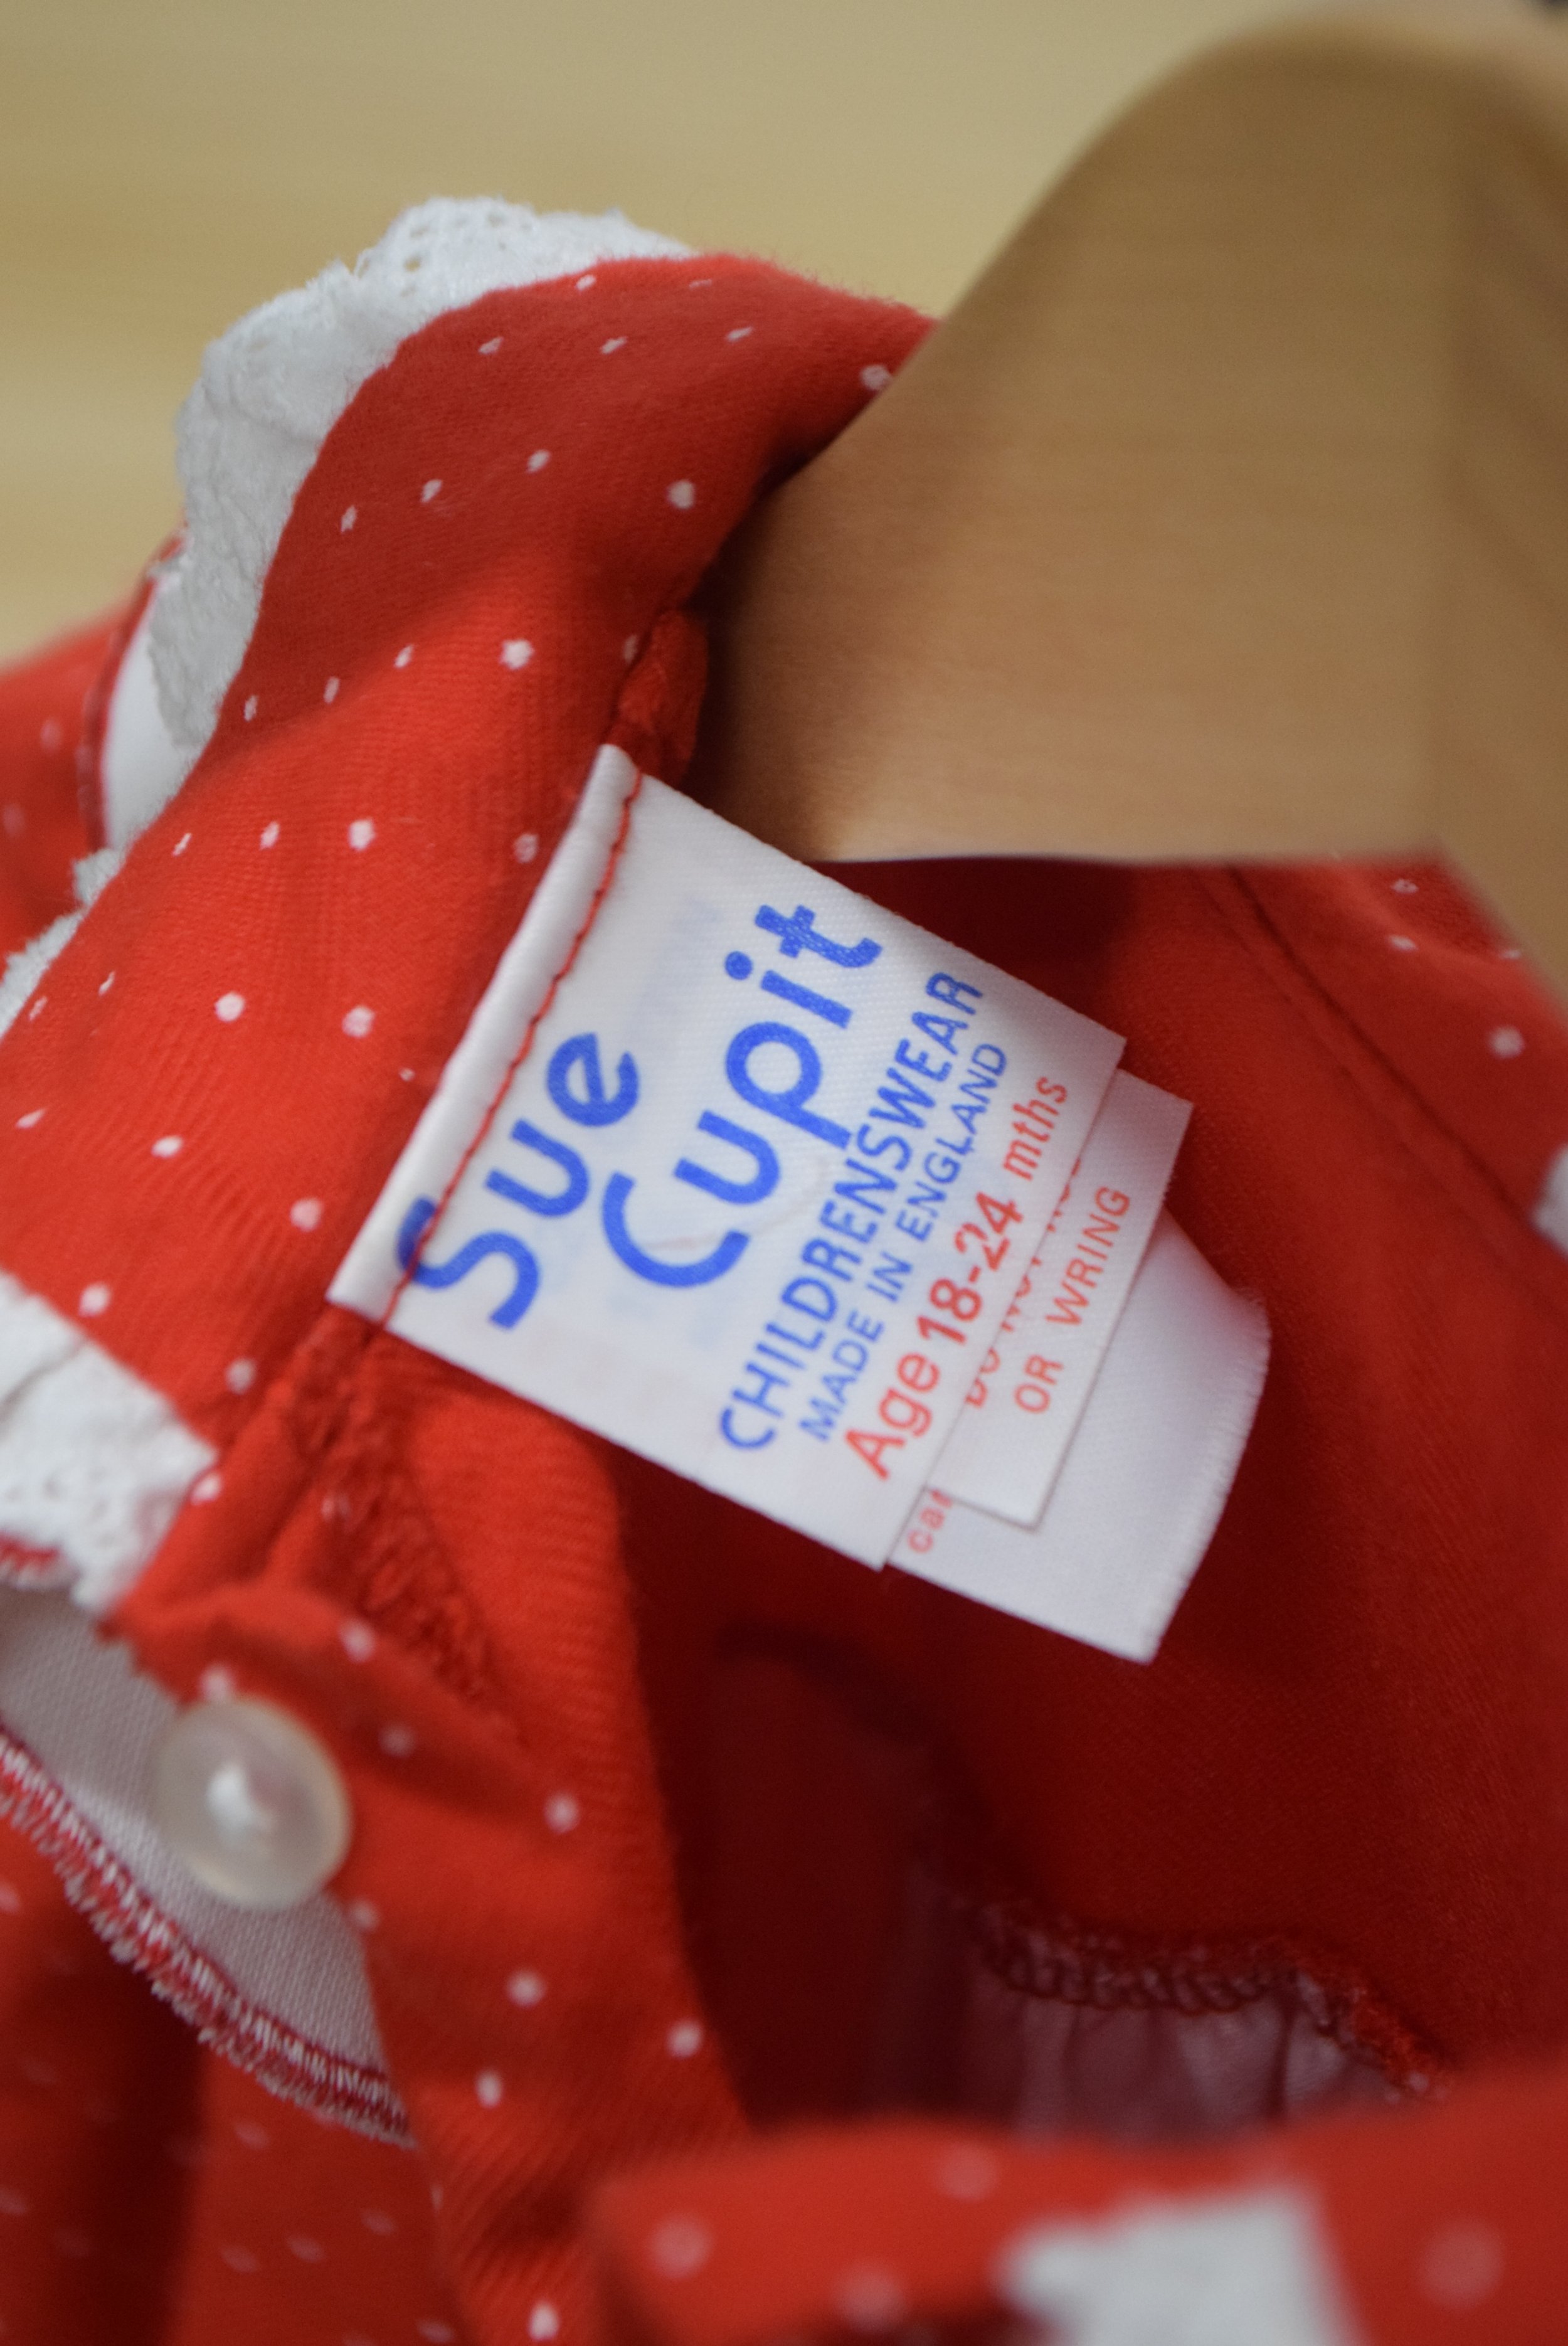 Sue
Cupit
CHILDRENSWEAR
MADE IN ENGLAND
Age 18-24 mths
OR WRING